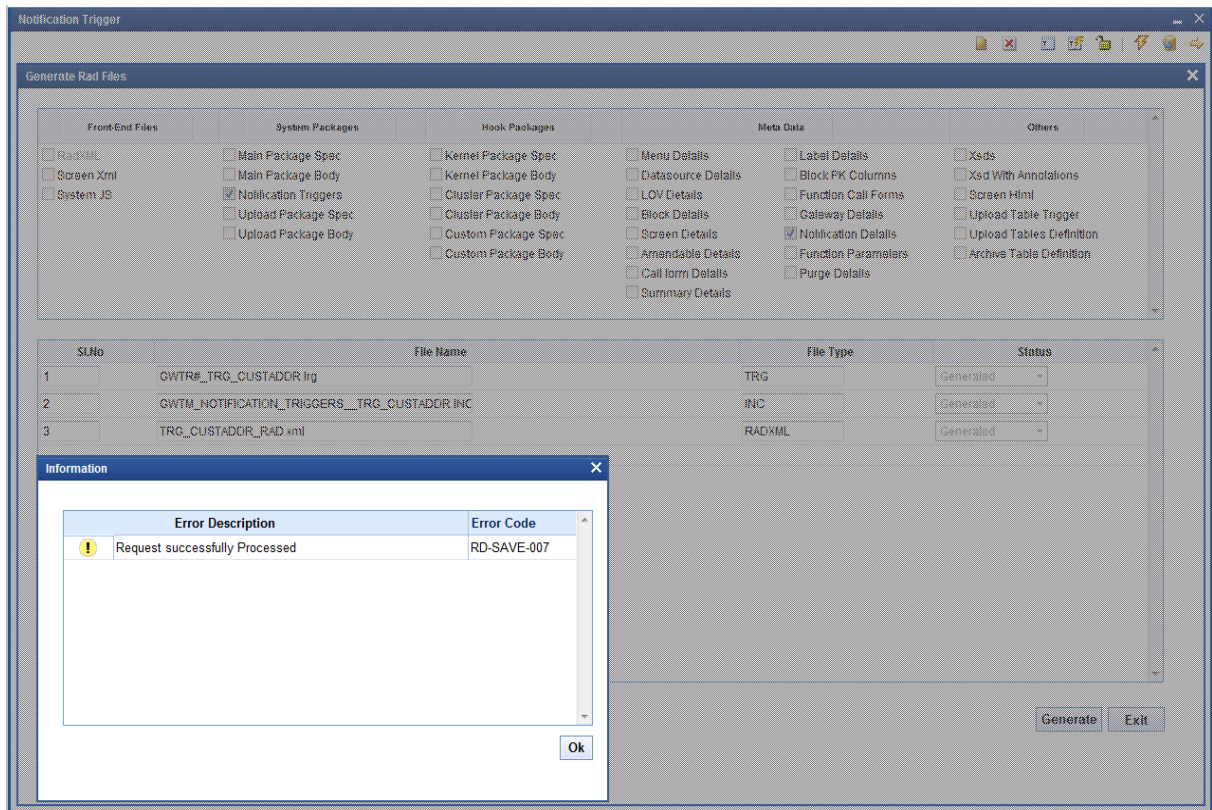 Notification Trigger
Generate Rad Files
Front-End Files System Packages Hook Packages Meta Data Others
RadXML Main Package Spec Kernel Package Spec Menu Details Label Details Xsds
Screen Xml Main Package Body Kernel Package Body Datasource Details Block PK Columns Xsd With Annotations
System JS Notification Triggers Cluster Package Spec LOV Details Function Call Forms Screen Html
Upload Package Spec Cluster Package Body Block Details Gateway Details Upload Table Trigger
Upload Package Body Custom Package Spec Screen Details Notification Details Upload Tables Definition
Custom Package Body Amendable Details Function Parameters Archive Table Definition
Call form Details Purge Details
Summary Details
Sl.No File Name File Type Status
1 GWTR#_TRG_CUSTADDR.trg TRG Generated
2 GWTM_NOTIFICATION_TRIGGERS__TRG_CUSTADDR.INC INC Generated
3 TRG_CUSTADDR_RAD.xml RADXML Generated
Information
Error Description Error Code
Request successfully Processed RD-SAVE-007
Ok
Generate Exit